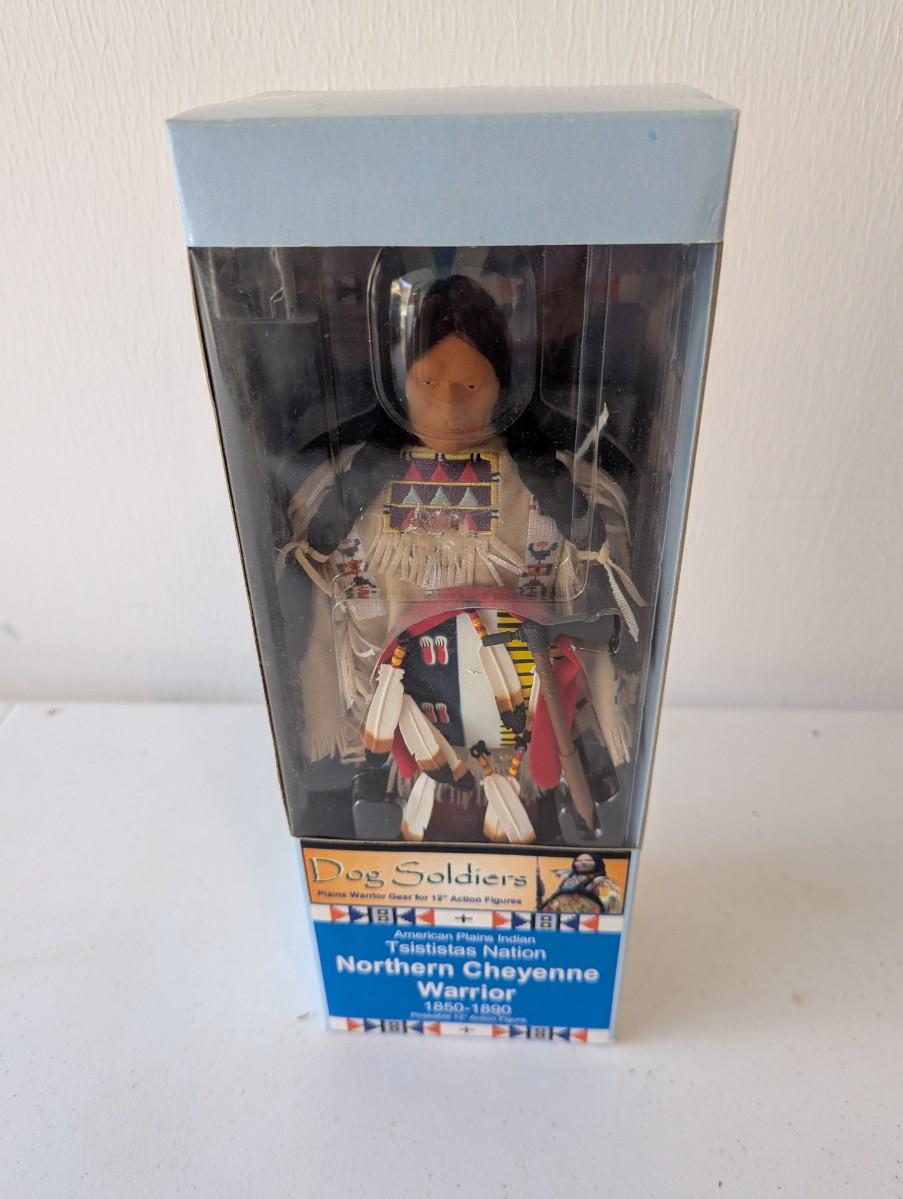 Dog Soldiers
Plains Warrior Gear for 12" Action Figures
American Plains Indian
Tsististas Nation
Northern Cheyenne
Warrior
1850-1890
Poseable 12" Action Figure